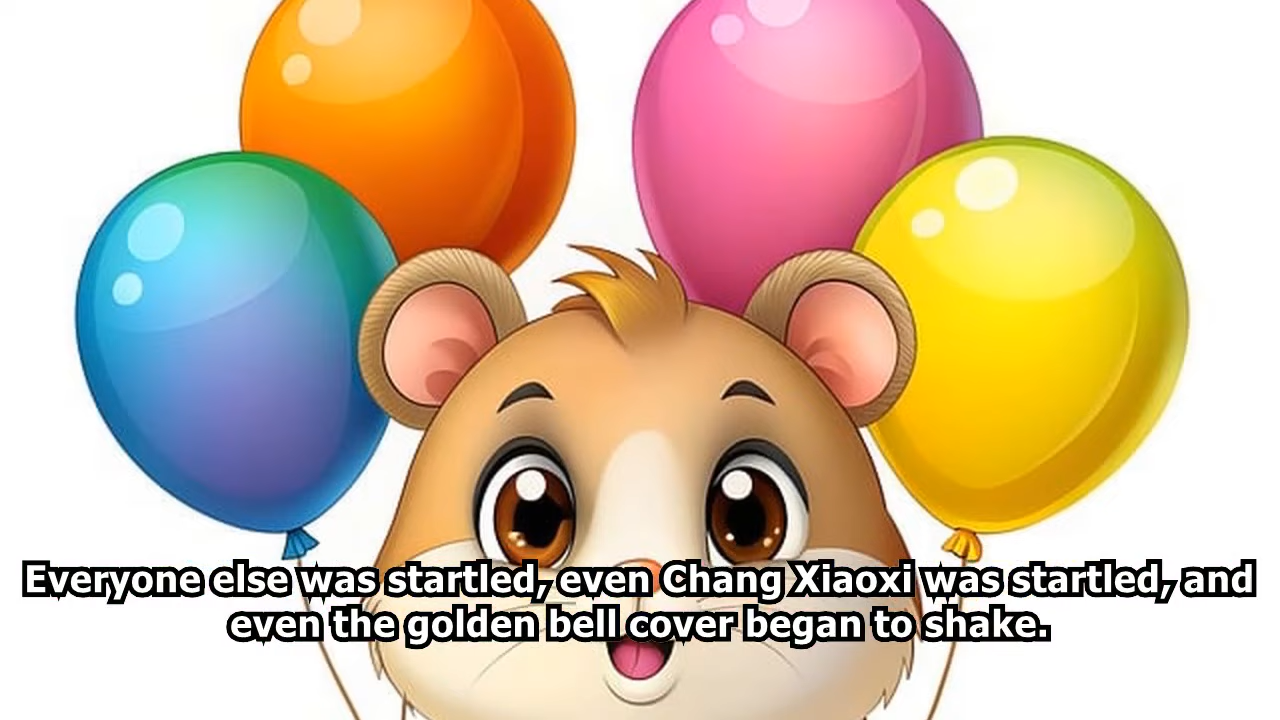 Everyone else was startled, even Chang Xiaoxi was startled, and
even the golden bell cover began to shake.